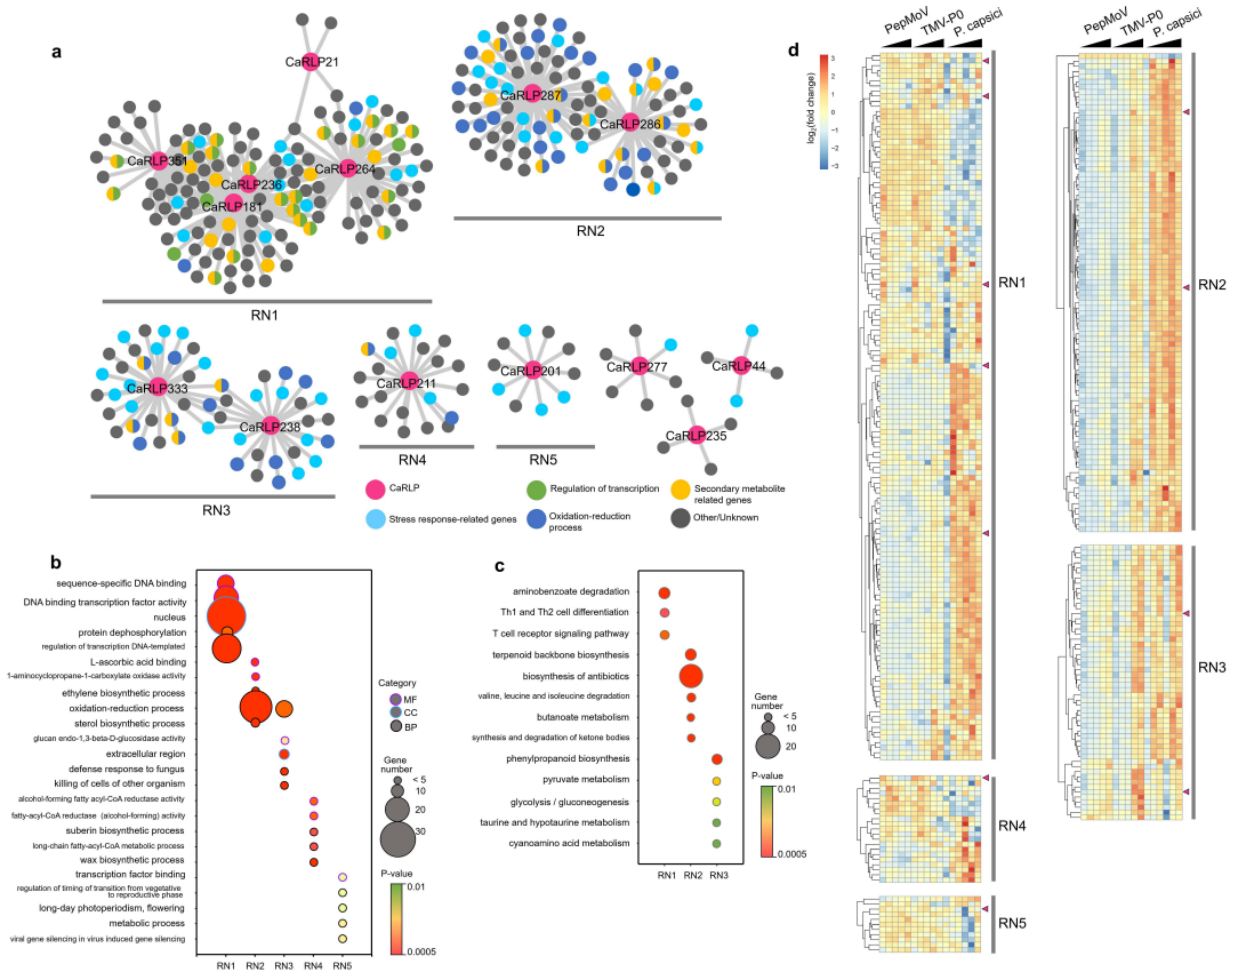 a
CaRLP21
CaRLP351
CaRLP264
CaRLP236
CaRLP181
RN1
CaRLP287
CaRLP286
RN2
CaRLP333
CaRLP238
RN3
CaRLP211
RN4
CaRLP201
RN5
CaRLP277
CaRLP44
CaRLP235
CaRLP
Regulation of transcription
Secondary metabolite
related genes
Stress response-related genes
Oxidation-reduction
process
Other/Unknown
b
sequence-specific DNA binding
DNA binding transcription factor activity
nucleus
protein dephosphorylation
regulation of transcription DNA-templated
L-ascorbic acid binding
1-aminocyclopropane-1-carboxylate oxidase activity
ethylene biosynthetic process
oxidation-reduction process
sterol biosynthetic process
glucan endo-1,3-beta-D-glucosidase activity
extracellular region
defense response to fungus
killing of cells of other organism
alcohol-forming fatty acyl-CoA reductase activity
fatty-acyl-CoA reductase (alcohol-forming) activity
suberin biosynthetic process
long-chain fatty-acyl-CoA metabolic process
wax biosynthetic process
transcription factor binding
regulation of timing of transition from vegetative
to reproductive phase
long-day photoperiodism, flowering
metabolic process
viral gene silencing in virus induced gene silencing
RN1 RN2 RN3 RN4 RN5
Category
MF
CC
BP
Gene
number
< 5
10
20
30
P-value
0.01
0.0005
c
aminobenzoate degradation
Th1 and Th2 cell differentiation
T cell receptor signaling pathway
terpenoid backbone biosynthesis
biosynthesis of antibiotics
valine, leucine and isoleucine degradation
butanoate metabolism
synthesis and degradation of ketone bodies
phenylpropanoid biosynthesis
pyruvate metabolism
glycolysis / gluconeogenesis
taurine and hypotaurine metabolism
cyanoamino acid metabolism
RN1 RN2 RN3
Gene
number
< 5
10
20
P-value
0.01
0.0005
d
log2(fold change)
3
2
1
0
−1
−2
−3
PepMoV TMV-P0 P. capsici
RN1
RN4
RN5
PepMoV TMV-P0 P. capsici
RN2
RN3